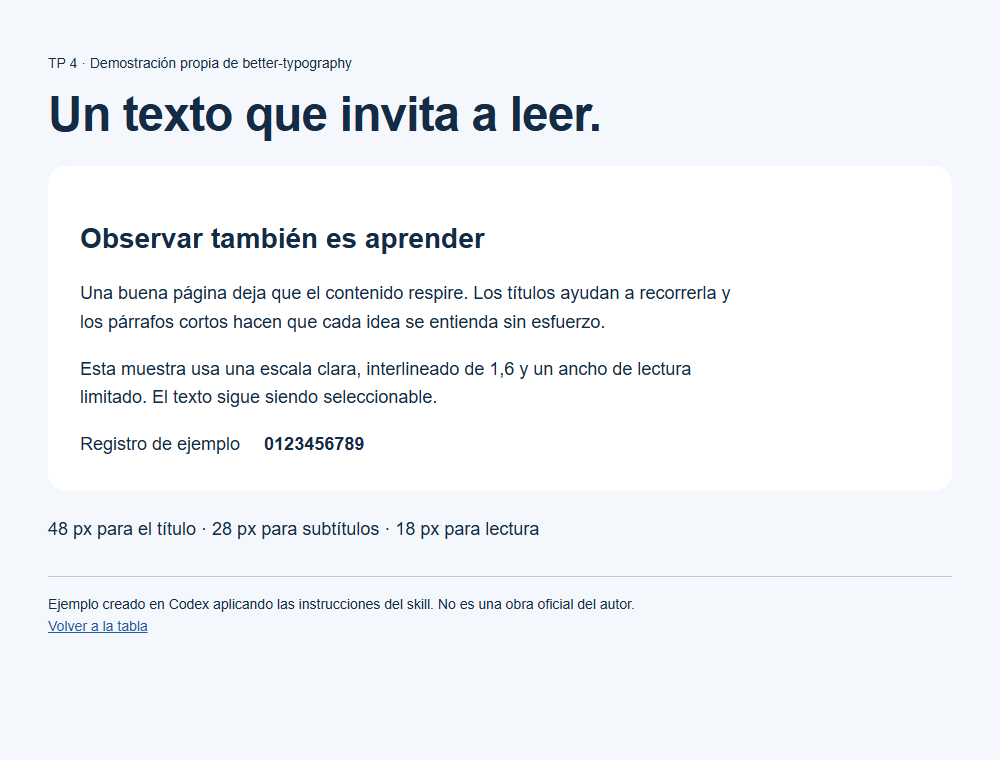 TP 4 · Demostración propia de better-typography
Un texto que invita a leer.
Observar también es aprender
Una buena página deja que el contenido respire. Los títulos ayudan a recorrerla y
los párrafos cortos hacen que cada idea se entienda sin esfuerzo.
Esta muestra usa una escala clara, interlineado de 1,6 y un ancho de lectura
limitado. El texto sigue siendo seleccionable.
Registro de ejemplo 0123456789
48 px para el título · 28 px para subtítulos · 18 px para lectura
Ejemplo creado en Codex aplicando las instrucciones del skill. No es una obra oficial del autor.
Volver a la tabla